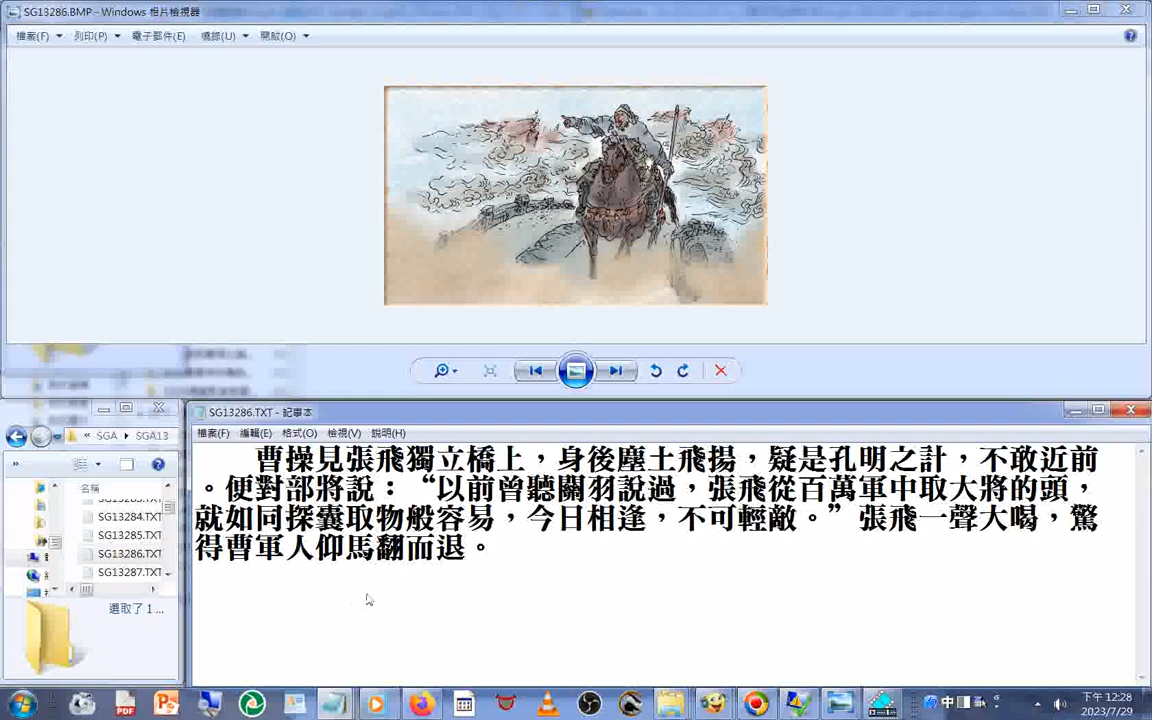 SG13286.BMP - Windows 相片檢視器
檔案(F) 列印(P) 電子郵件(E) 燒錄(U) 開啟(O)
SG13286.TXT - 記事本
檔案(F) 編輯(E) 格式(O) 檢視(V) 說明(H)
曹操見張飛獨立橋上，身後塵土飛揚，疑是孔明之計，不敢近前
。便對部將說：“以前曾聽關羽說過，張飛從百萬軍中取大將的頭，
就如同探囊取物般容易，今日相逢，不可輕敵。”張飛一聲大喝，驚
得曹軍人仰馬翻而退。
« SGA SGA13
»
名稱
SG13284.TXT
SG13285.TXT
SG13286.TXT
SG13287.TXT
選取了 1 ...
PDF
中
下午 12:28
2023/7/29